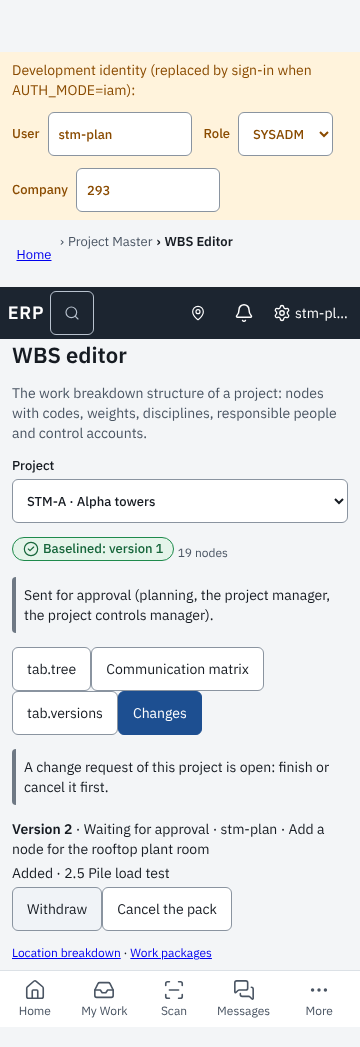 Development identity (replaced by sign-in when
AUTH_MODE=iam):
User stm-plan Role SYSADM
Company 293
› Project Master › WBS Editor
Home
ERP stm-pl...
WBS editor
The work breakdown structure of a project: nodes
with codes, weights, disciplines, responsible people
and control accounts.
Project
STM-A · Alpha towers
Baselined: version 1 19 nodes
Sent for approval (planning, the project manager,
the project controls manager).
tab.tree Communication matrix
tab.versions Changes
A change request of this project is open: finish or
cancel it first.
Version 2 · Waiting for approval · stm-plan · Add a
node for the rooftop plant room
Added · 2.5 Pile load test
Withdraw Cancel the pack
Location breakdown · Work packages
Home My Work Scan Messages More